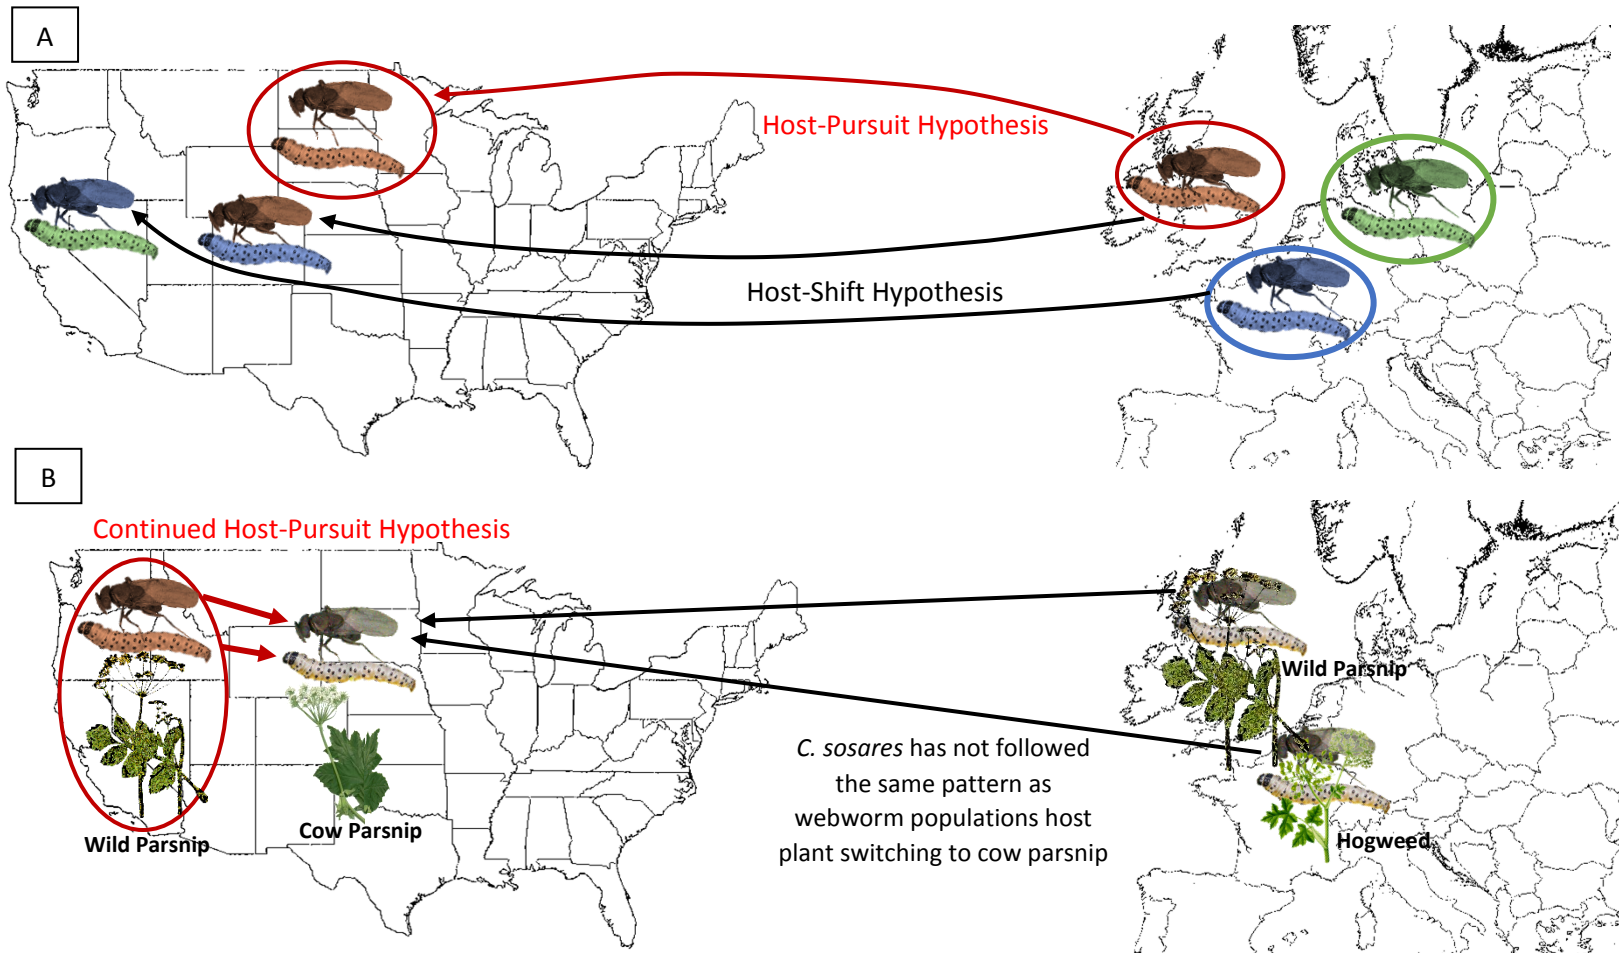 A
Host-Pursuit Hypothesis
Host-Shift Hypothesis
B
Continued Host-Pursuit Hypothesis
Wild Parsnip
Cow Parsnip
C. sosares has not followed
the same pattern as
webworm populations host
plant switching to cow parsnip
Wild Parsnip
Hogweed